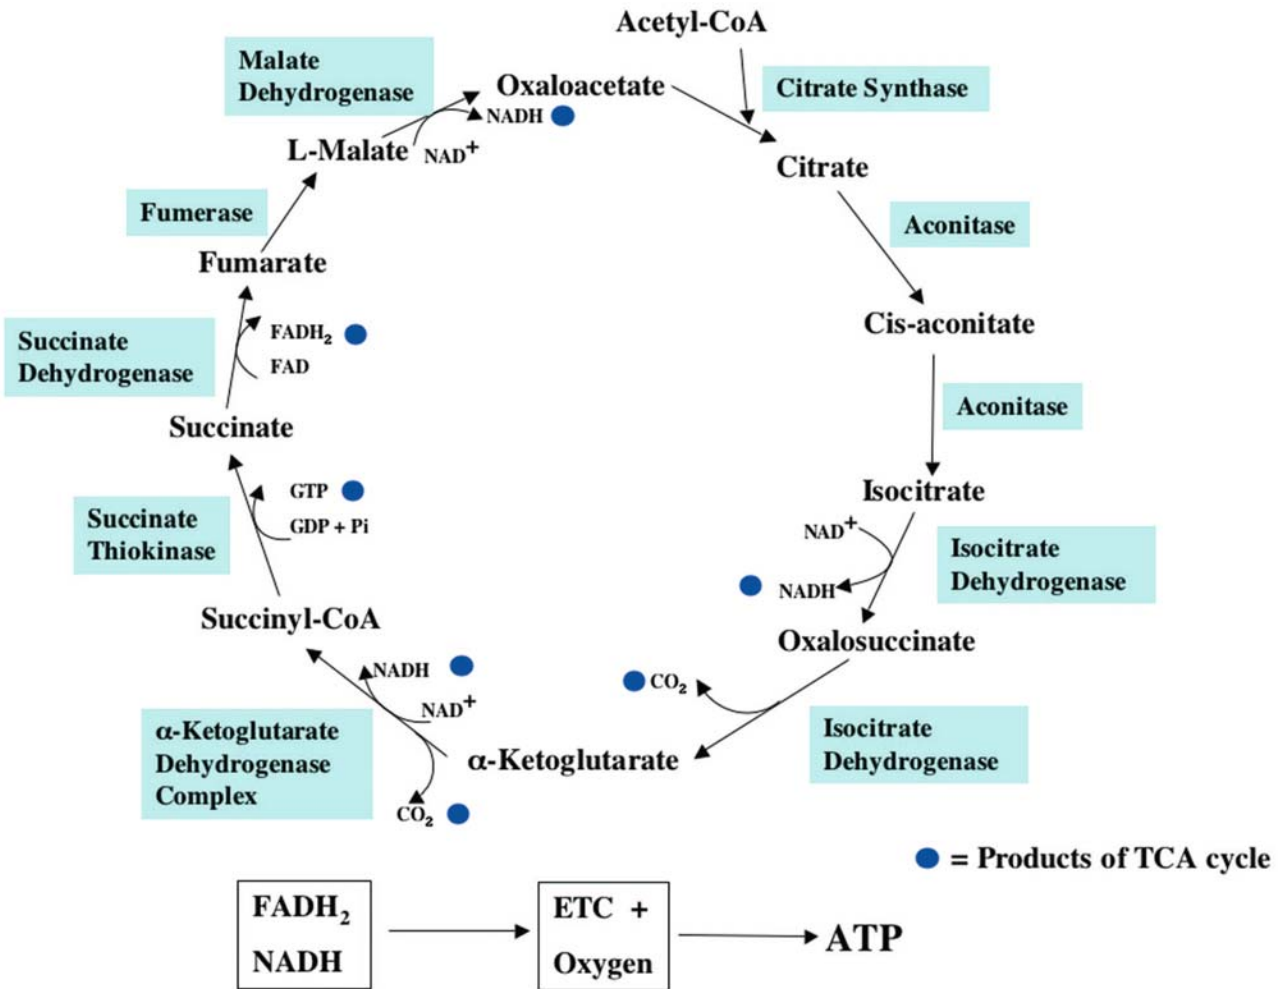 Acetyl-CoA
Malate
Dehydrogenase
Oxaloacetate
Citrate Synthase
NADH
L-Malate
NAD+
Citrate
Fumerase
Aconitase
Fumarate
Cis-aconitate
Succinate
Dehydrogenase
FADH₂
FAD
Aconitase
Succinate
Isocitrate
GTP
GDP + Pi
Succinate
Thiokinase
NAD+
NADH
Isocitrate
Dehydrogenase
Succinyl-CoA
Oxalosuccinate
NADH
NAD+
CO₂
α-Ketoglutarate
Dehydrogenase
Complex
α-Ketoglutarate
Isocitrate
Dehydrogenase
CO₂
= Products of TCA cycle
FADH₂
NADH
ETC +
Oxygen
ATP